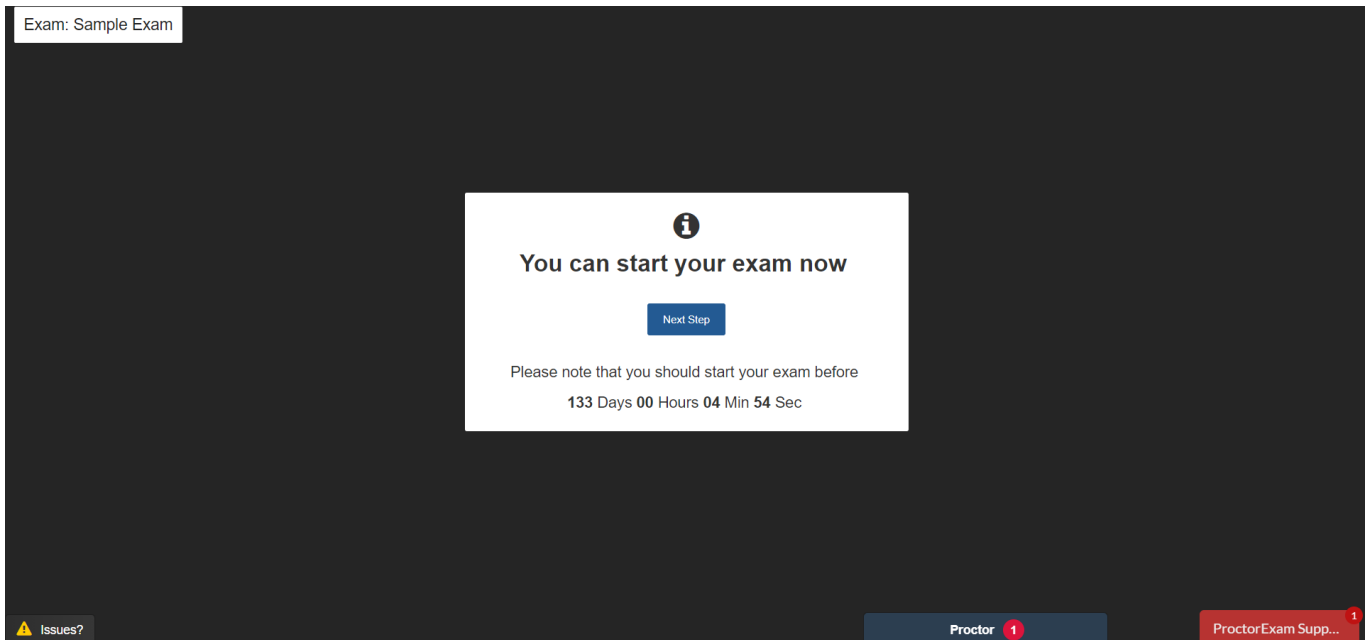 Exam: Sample Exam
You can start your exam now
Next Step
Please note that you should start your exam before
133 Days 00 Hours 04 Min 54 Sec
Issues?
Proctor 1
ProctorExam Supp... 1